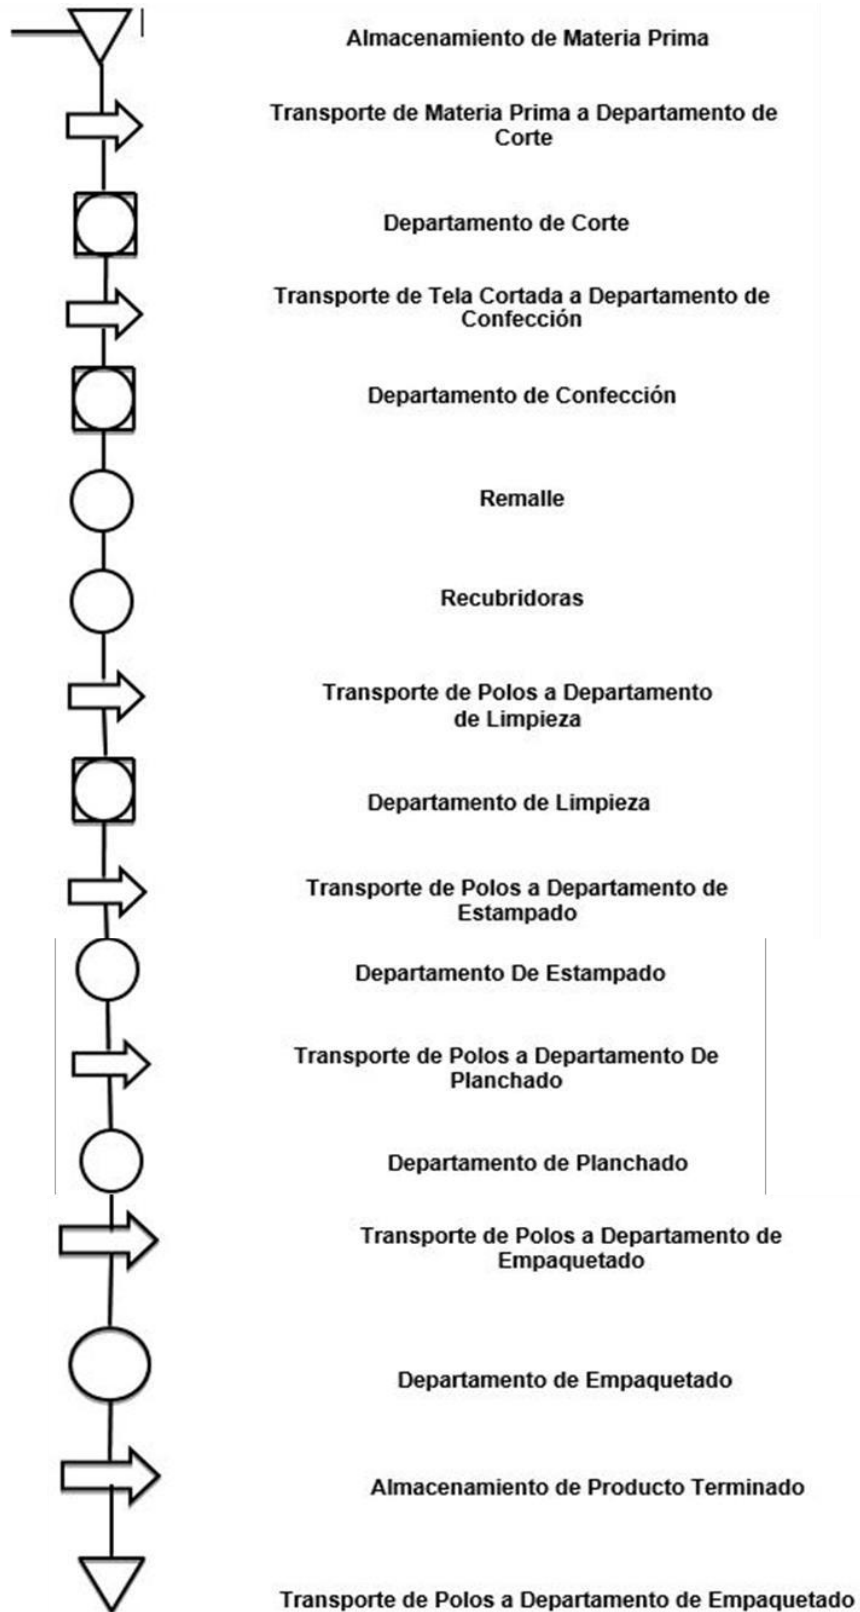 Almacenamiento de Materia Prima
Transporte de Materia Prima a Departamento de
Corte
Departamento de Corte
Transporte de Tela Cortada a Departamento de
Confección
Departamento de Confección
Remalle
Recubridoras
Transporte de Polos a Departamento
de Limpieza
Departamento de Limpieza
Transporte de Polos a Departamento de
Estampado
Departamento De Estampado
Transporte de Polos a Departamento De
Planchado
Departamento de Planchado
Transporte de Polos a Departamento de
Empaquetado
Departamento de Empaquetado
Almacenamiento de Producto Terminado
Transporte de Polos a Departamento de Empaquetado